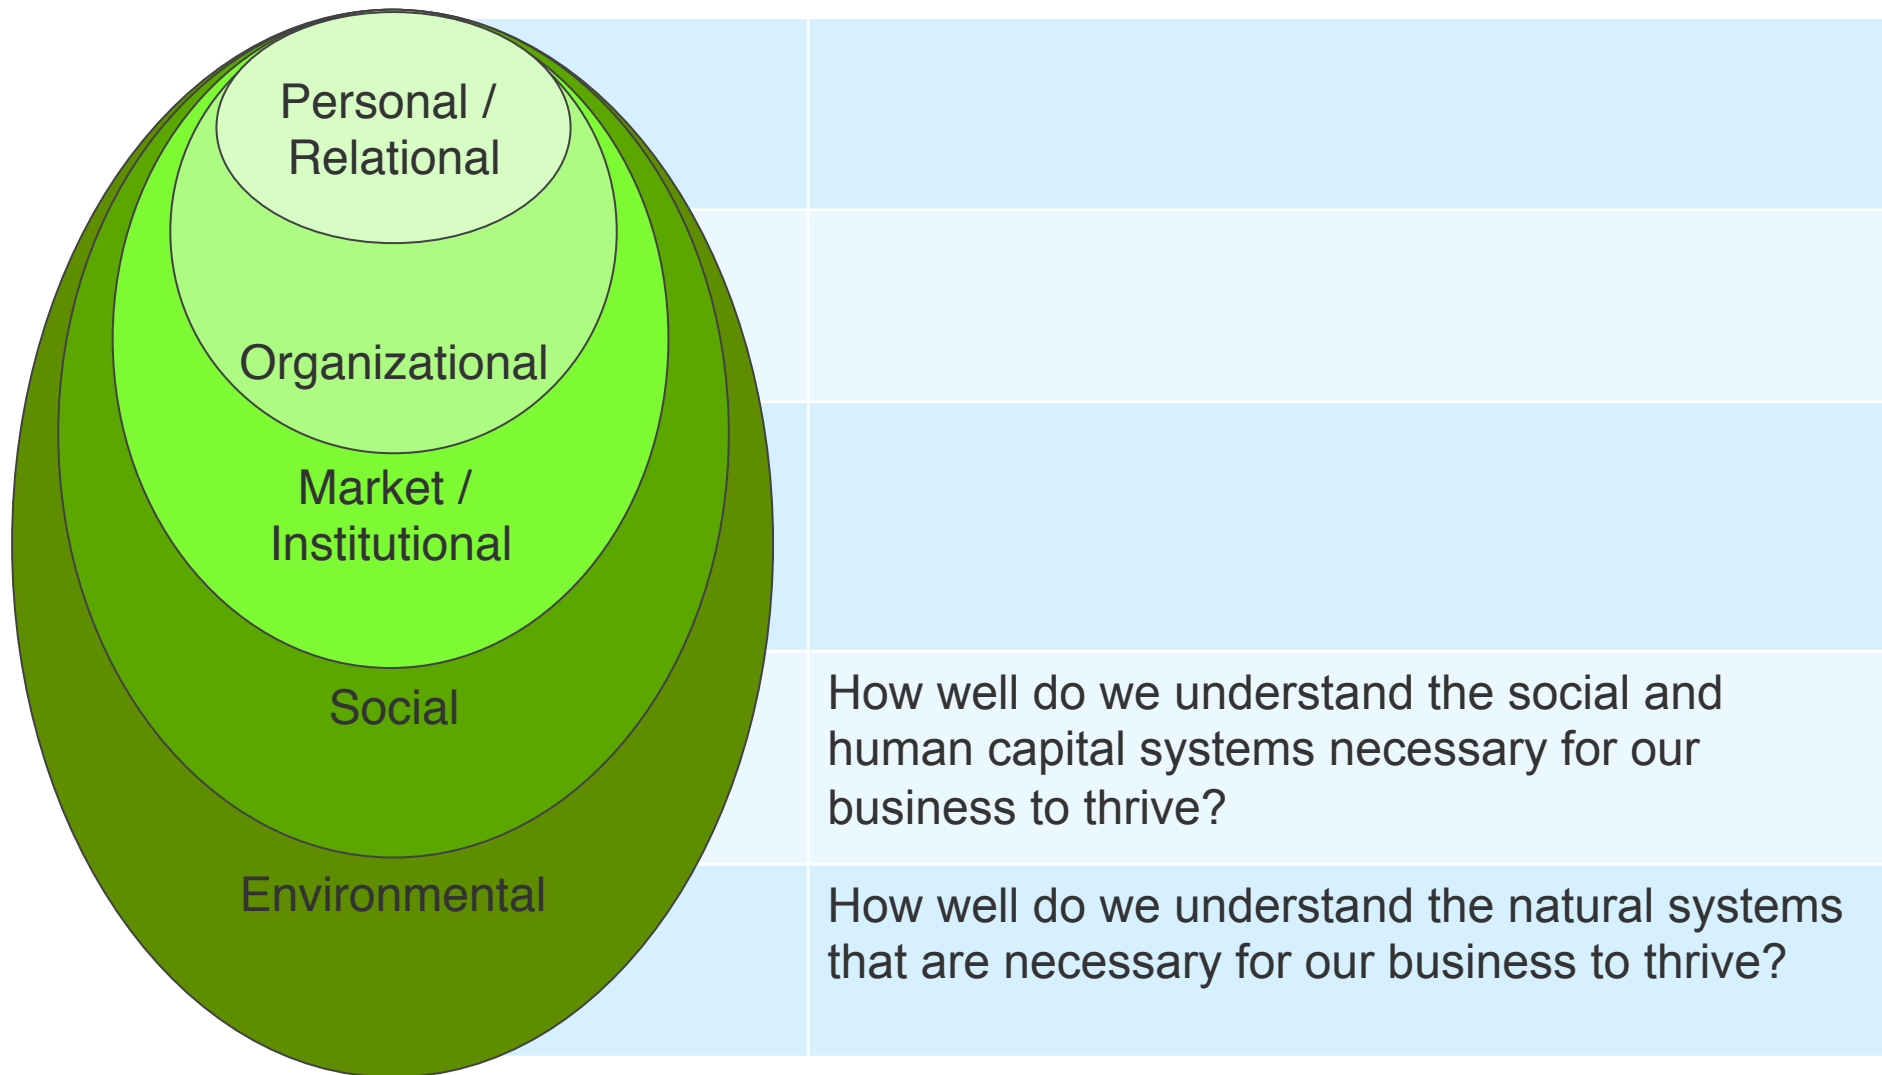 Personal /
Relational
Organizational
Market /
Institutional
Social
How well do we understand the social and
human capital systems necessary for our
business to thrive?
Environmental
How well do we understand the natural systems
that are necessary for our business to thrive?